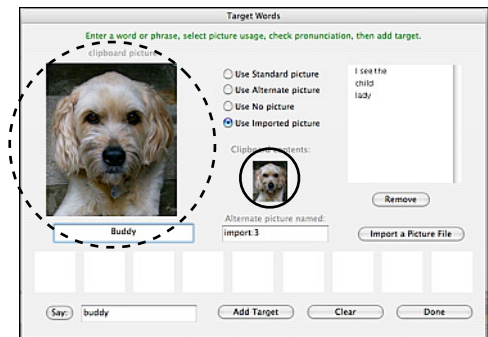 Target Words
Enter a word or phrase, select picture usage, check pronunciation, then add target.
clipboard picture:
Use Standard picture
Use Alternate picture
Use No picture
Use Imported picture
Clipboard contents:
I see the
child
lady
Remove
Buddy
Alternate picture named:
import:3
Import a Picture File
Say:
buddy
Add Target
Clear
Done